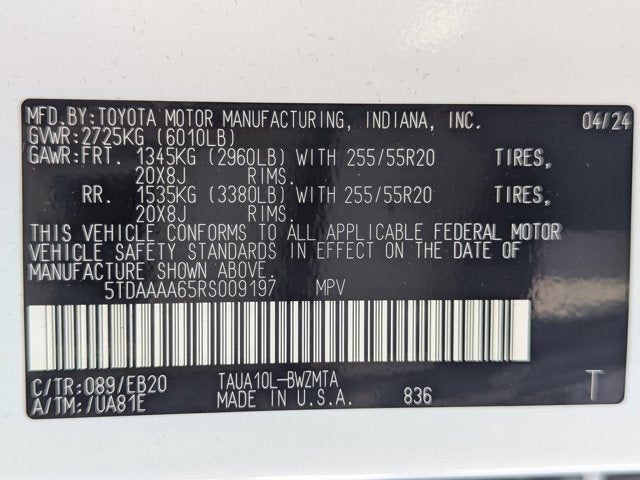 MFD.BY:TOYOTA MOTOR MANUFACTURING, INDIANA, INC. 04/24
GVWR:2725KG (6010LB)
GAWR:FRT. 1345KG (2960LB) WITH 255/55R20 TIRES,
20X8J RIMS.
RR. 1535KG (3380LB) WITH 255/55R20 TIRES,
20X8J RIMS.
THIS VEHICLE CONFORMS TO ALL APPLICABLE FEDERAL MOTOR
VEHICLE SAFETY STANDARDS IN EFFECT ON THE DATE OF
MANUFACTURE SHOWN ABOVE.
5TDAAAA65RS009197 MPV
C/TR:089/EB20 TAUA10L-BWZMTA T
A/TM:/UA81E MADE IN U.S.A. 836